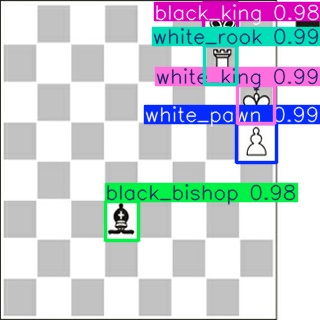 black_king 0.98
white_rook 0.99
white_king 0.99
white_pawn 0.99
black_bishop 0.98